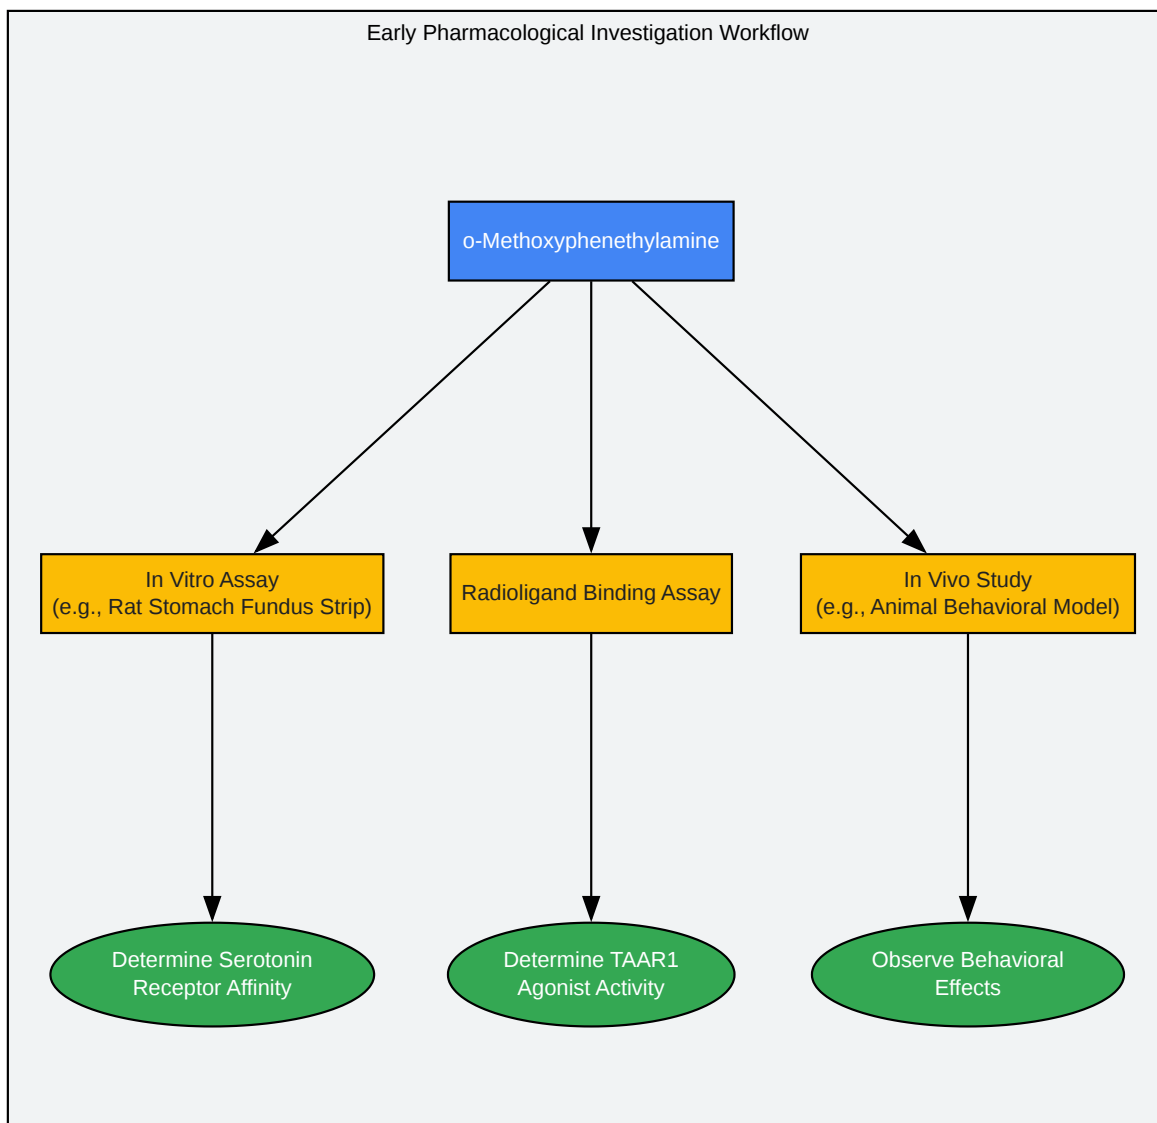 Early Pharmacological Investigation Workflow
o-Methoxyphenethylamine
In Vitro Assay
(e.g., Rat Stomach Fundus Strip)
Radioligand Binding Assay
In Vivo Study
(e.g., Animal Behavioral Model)
Determine Serotonin
Receptor Affinity
Determine TAAR1
Agonist Activity
Observe Behavioral
Effects